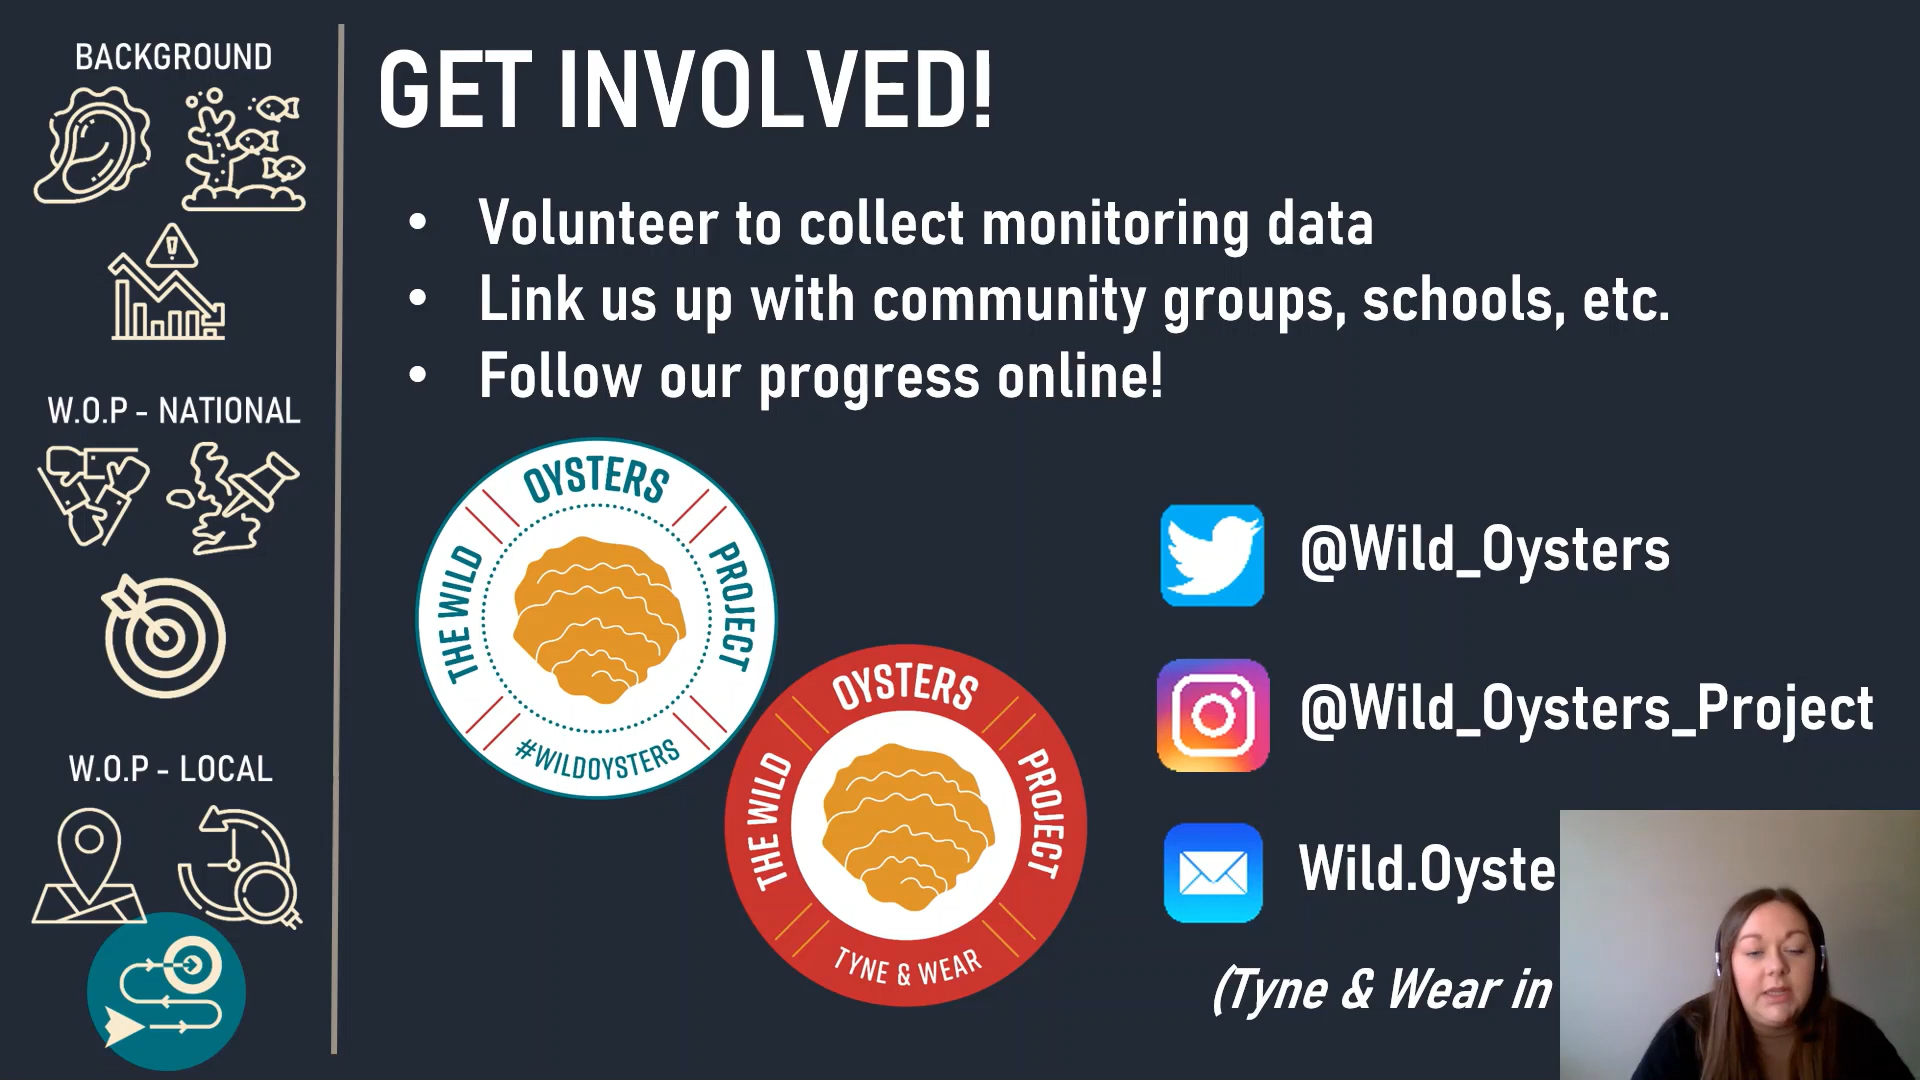 BACKGROUND
W.O.P - NATIONAL
W.O.P - LOCAL
GET INVOLVED!
• Volunteer to collect monitoring data
• Link us up with community groups, schools, etc.
• Follow our progress online!
THE WILD OYSTERS PROJECT
#WILDOYSTERS
THE WILD OYSTERS PROJECT
TYNE & WEAR
@Wild_Oysters
@Wild_Oysters_Project
Wild.Oyste
(Tyne & Wear in